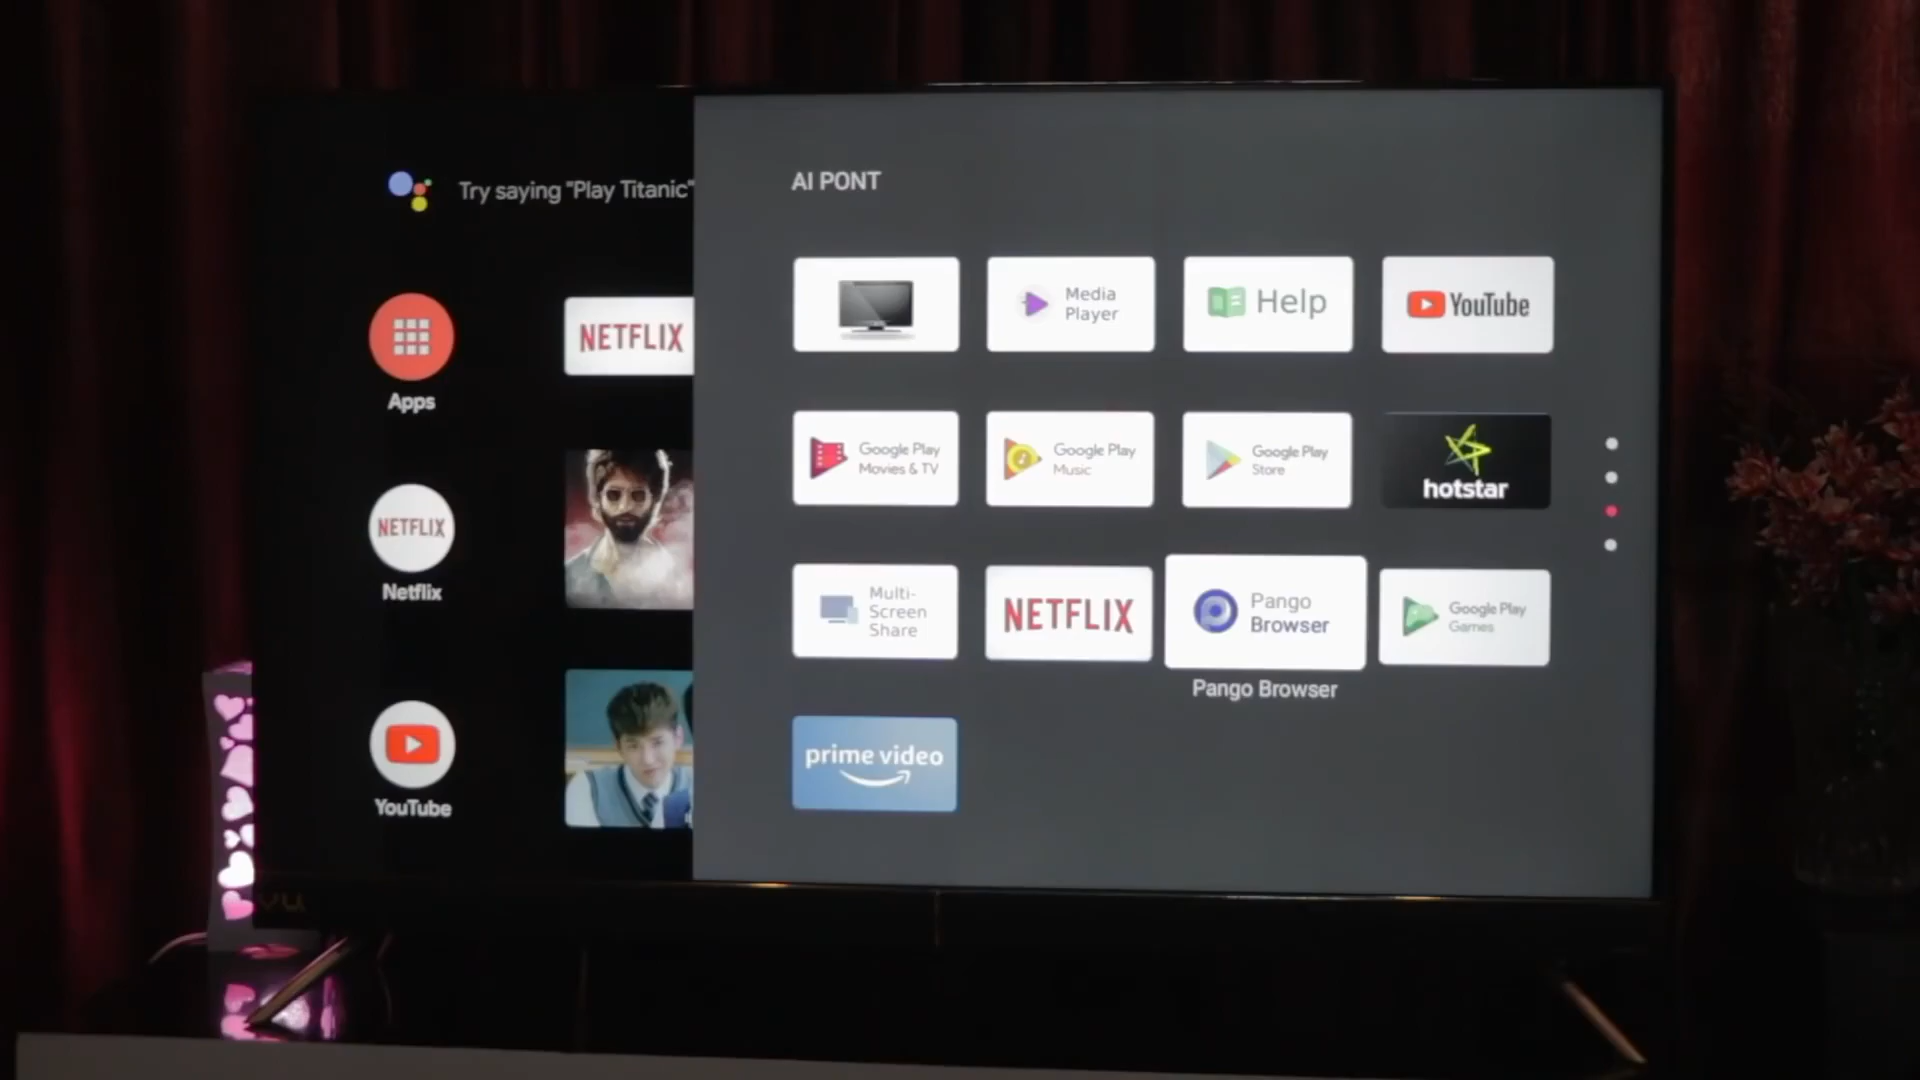 Try saying "Play Titanic"
Apps
NETFLIX
NETFLIX
Netflix
YouTube
AI PONT
Media
Player
Help
YouTube
Google Play
Movies & TV
Google Play
Music
Google Play
Store
hotstar
Multi-
Screen
Share
NETFLIX
Pango
Browser
Pango Browser
Google Play
Games
prime video
vu